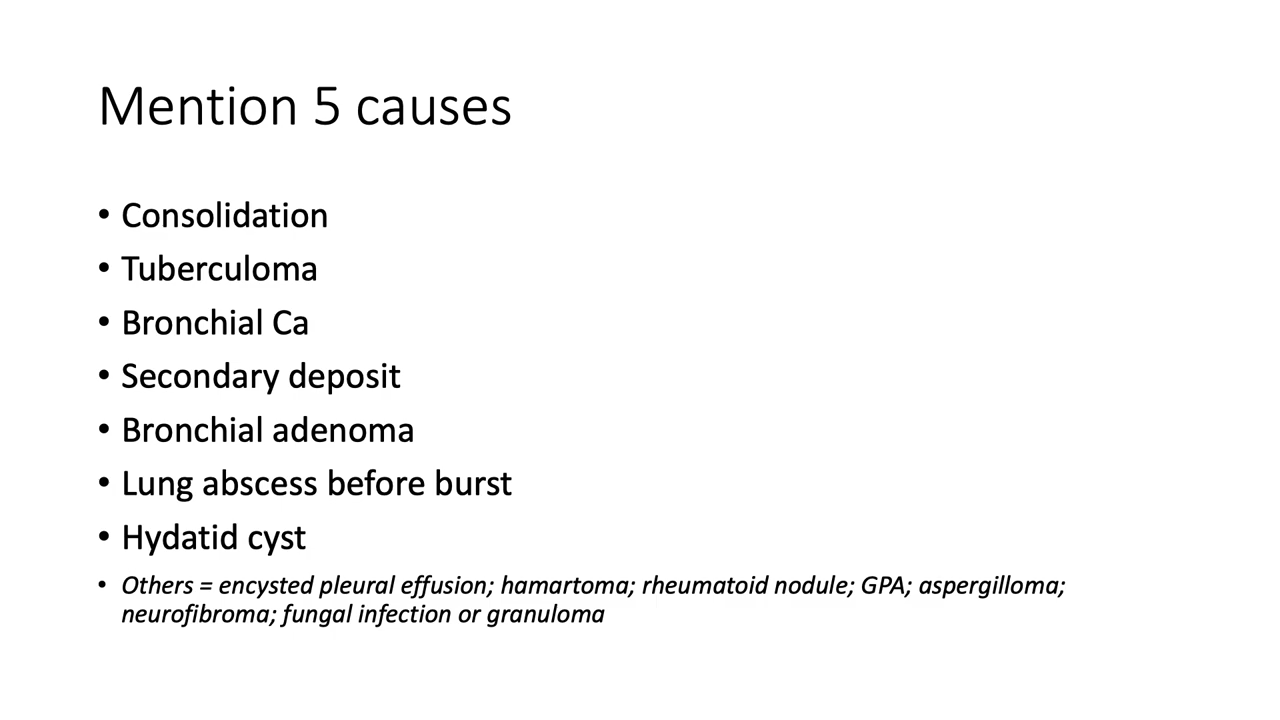 Mention 5 causes
• Consolidation
• Tuberculoma
• Bronchial Ca
• Secondary deposit
• Bronchial adenoma
• Lung abscess before burst
• Hydatid cyst
• Others = encysted pleural effusion; hamartoma; rheumatoid nodule; GPA; aspergilloma;
neurofibroma; fungal infection or granuloma